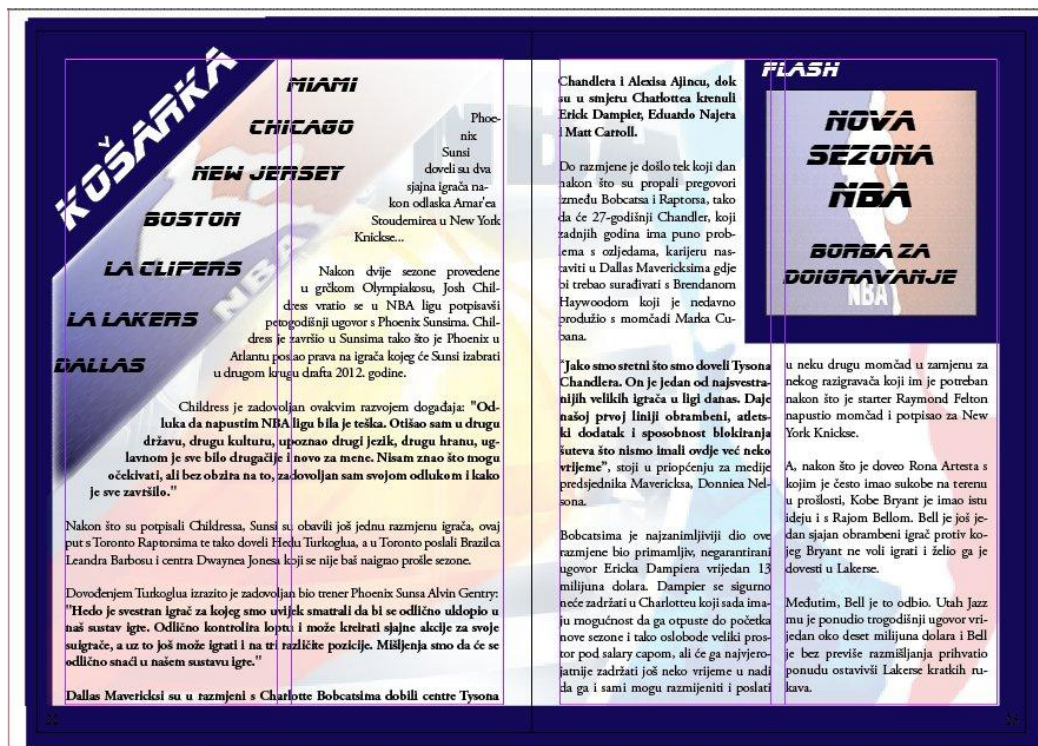 KOŠARKA
MIAMI
CHICAGO
NEW JERSEY
BOSTON
LA CLIPERS
LA LAKERS
DALLAS
NBA
Phoe-
nix
Sunsi
doveli su dva
sjajna igrača na-
kon odlaska Amar'ea
Stoudemirea u New York
Knickse...
Nakon dvije sezone provedene
u grčkom Olympiakosu, Josh Chil-
dress vratio se u NBA ligu potpisavši
petogodišnji ugovor s Phoenix Sunsima. Chil-
dress je završio u Sunsima tako što je Phoenix u
Atlantu poslao prava na igrača kojeg će Sunsi izabrati
u drugom krugu drafta 2012. godine.
Childress je zadovoljan ovakvim razvojem događaja: "Od-
luka da napustim NBA ligu bila je teška. Otišao sam u drugu
državu, drugu kulturu, upoznao drugi jezik, drugu hranu, ug-
lavnom je sve bilo drugačije i novo za mene. Nisam znao što mogu
očekivati, ali bez obzira na to, zadovoljan sam svojom odlukom i kako
je sve završilo."
Nakon što su potpisali Childressa, Sunsi su obavili još jednu razmjenu igrača, ovaj
put s Toronto Raptorsima te tako doveli Hedu Turkoglua, a u Toronto poslali Brazilca
Leandra Barbosu i centra Dwaynea Jonesa koji se nije baš naigrao prošle sezone.
Dovođenjem Turkoglua izrazito je zadovoljan bio trener Phoenix Sunsa Alvin Gentry:
"Hedo je svestran igrač za kojeg smo uvijek smatrali da bi se odlično uklopio u
naš sustav igre. Odlično kontrolira loptu i može kreirati sjajne akcije za svoje
suigrače, a uz to još može igrati i na tri različite pozicije. Mišljenja smo da će se
odlično snaći u našem sustavu igre."
Dallas Mavericksi su u razmjeni s Charlotte Bobcatsima dobili centre Tysona
NBA
Chandlera i Alexisa Ajincu, dok
su u smjeru Charlottea krenuli
Erick Dampier, Eduardo Najera
i Matt Carroll.
Do razmjene je došlo tek koji dan
nakon što su propali pregovori
između Bobcatsa i Raptorsa, tako
da će 27-godišnji Chandler, koji
zadnjih godina ima puno prob-
lema s ozljedama, karijeru nas-
taviti u Dallas Mavericksima gdje
bi trebao surađivati s Brendanom
Haywoodom koji je nedavno
produžio s momčadi Marka Cu-
bana.
"Jako smo sretni što smo doveli Tysona
Chandlera. On je jedan od najsvestra-
nijih velikih igrača u ligi danas. Daje
našoj prvoj liniji obrambeni, atlets-
ki dodatak i sposobnost blokiranja
šuteva što nismo imali ovdje već neko
vrijeme", stoji u priopćenju za medije
predsjednika Mavericksa, Donniea Nel-
sona.
Bobcatsima je najzanimljiviji dio ove
razmjene bio primamljiv, negarantirani
ugovor Ericka Dampiera vrijedan 13
milijuna dolara. Dampier se sigurno
neće zadržati u Charlotteu koji sada ima-
ju mogućnost da ga otpuste do početka
nove sezone i tako oslobode veliki pros-
tor pod salary capom, ali će ga najvjero-
jatnije zadržati još neko vrijeme u nadi
da ga i sami mogu razmijeniti i poslati
FLASH
NOVA
SEZONA
NBA
BORBA ZA
DOIGRAVANJE
NBA
u neku drugu momčad u zamjenu za
nekog razigravača koji im je potreban
nakon što je starter Raymond Felton
napustio momčad i potpisao za New
York Knickse.
A, nakon što je doveo Rona Artesta s
kojim je često imao sukobe na terenu
u prošlosti, Kobe Bryant je imao istu
ideju i s Rajom Bellom. Bell je još je-
dan sjajan obrambeni igrač protiv ko-
jeg Bryant ne voli igrati i želio ga je
dovesti u Lakerse.
Međutim, Bell je to odbio. Utah Jazz
mu je ponudio trogodišnji ugovor vri-
jedan oko deset milijuna dolara i Bell
je bez previše razmišljanja prihvatio
ponudu ostavivši Lakerse kratkih ru-
kava.